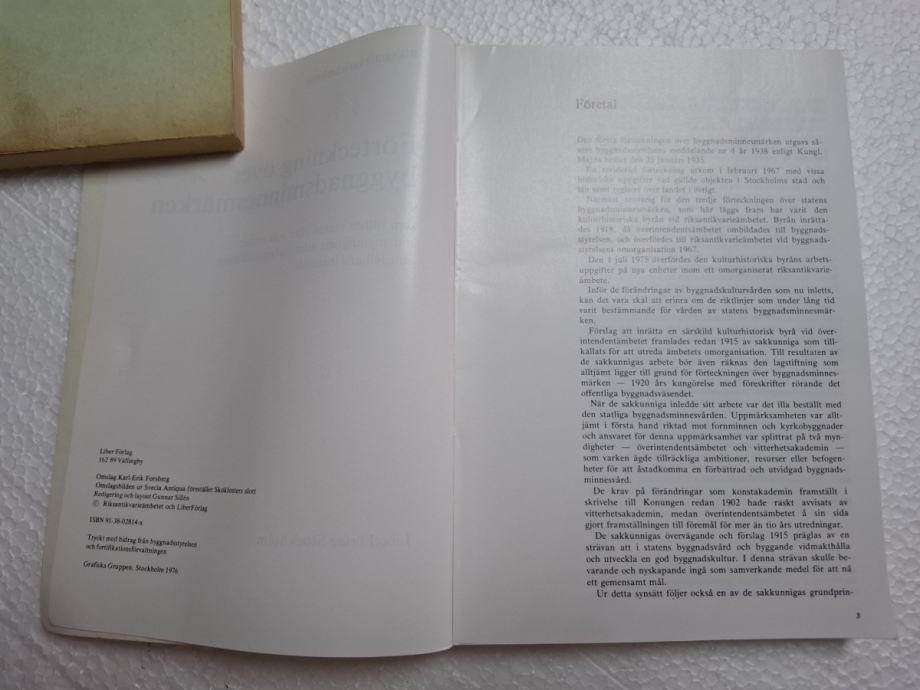 Liber Förlag
162 89 Vällingby
Omslag Karl-Erik Forsberg
Omslagsbilden ur Svecia Antiqua föreställer Skoklosters slott
Redigering och layout Gunnar Sillén
© Riksantikvarieämbetet och LiberFörlag
ISBN 91-38-02814-x
Tryckt med bidrag från byggnadsstyrelsen
och fortifikationsförvaltningen
Grafiska Gruppen, Stockholm 1976
Företal
Den första förteckningen över byggnadsminnesmärken utgavs så-
som byggnadsstyrelsens meddelande nr 4 år 1938 enligt Kungl.
Maj:ts beslut den 25 januari 1935.
En reviderad förteckning utkom i februari 1967 med vissa
historiska uppgifter vad gällde objekten i Stockholms stad och
län samt register över landet i övrigt.
Närmast ansvarig för den tredje förteckningen över statens
byggnadsminnesmärken, som här läggs fram har varit den
kulturhistoriska byrån vid riksantikvarieämbetet. Byrån inrätta-
des 1918, då överintendentsämbetet ombildades till byggnads-
styrelsen, och överfördes till riksantikvarieämbetet vid byggnads-
styrelsens omorganisation 1967.
Den 1 juli 1975 överfördes den kulturhistoriska byråns arbets-
uppgifter på nya enheter inom ett omorganiserat riksantikvarie-
ämbete.
Inför de förändringar av byggnadskulturvården som nu inletts,
kan det vara skäl att erinra om de riktlinjer som under lång tid
varit bestämmande för vården av statens byggnadsminnesmär-
ken.
Förslag att inrätta en särskild kulturhistorisk byrå vid över-
intendentämbetet framlades redan 1915 av sakkunniga som till-
kallats för att utreda ämbetets omorganisation. Till resultaten av
de sakkunnigas arbete bör även räknas den lagstiftning som
alltjämt ligger till grund för förteckningen över byggnadsminnes-
märken — 1920 års kungörelse med föreskrifter rörande det
offentliga byggnadsväsendet.
När de sakkunniga inledde sitt arbete var det illa beställt med
den statliga byggnadsminnesvården. Uppmärksamheten var allt-
jämt i första hand riktad mot fornminnen och kyrkobyggnader
och ansvaret för denna uppmärksamhet var splittrat på två myn-
digheter — överintendentsämbetet och vitterhetsakademin —
som varken ägde tillräckliga ambitioner, resurser eller befogen-
heter för att åstadkomma en förbättrad och utvidgad byggnads-
minnesvård.
De krav på förändringar som konstakademin framställt i
skrivelse till Konungen redan 1902 hade raskt avvisats av
vitterhetsakademin, medan överintendentsämbetet å sin sida
gjort framställningen till föremål för mer än tio års utredningar.
De sakkunnigas övervägande och förslag 1915 präglas av en
strävan att i statens byggnadsvård och byggande vidmakthålla
och utveckla en god byggnadskultur. I denna strävan skulle be-
varande och nyskapande ingå som samverkande medel för att nå
ett gemensamt mål.
Ur detta synsätt följer också en av de sakkunnigas grundprin-
3